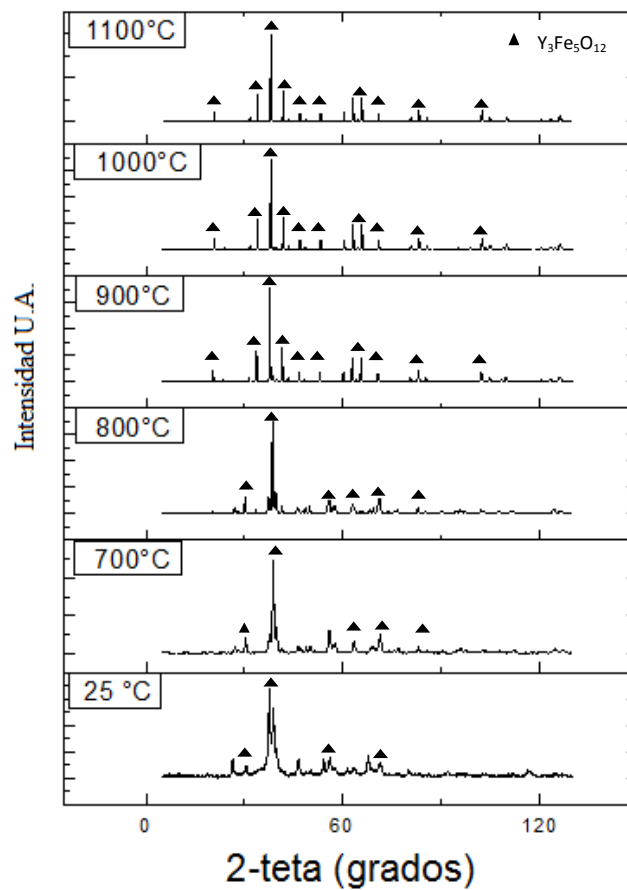 1100°C
▲ Y₃Fe₅O₁₂
1000°C
900°C
800°C
700°C
25 °C
Intensidad U.A.
0 60 120
2-teta (grados)